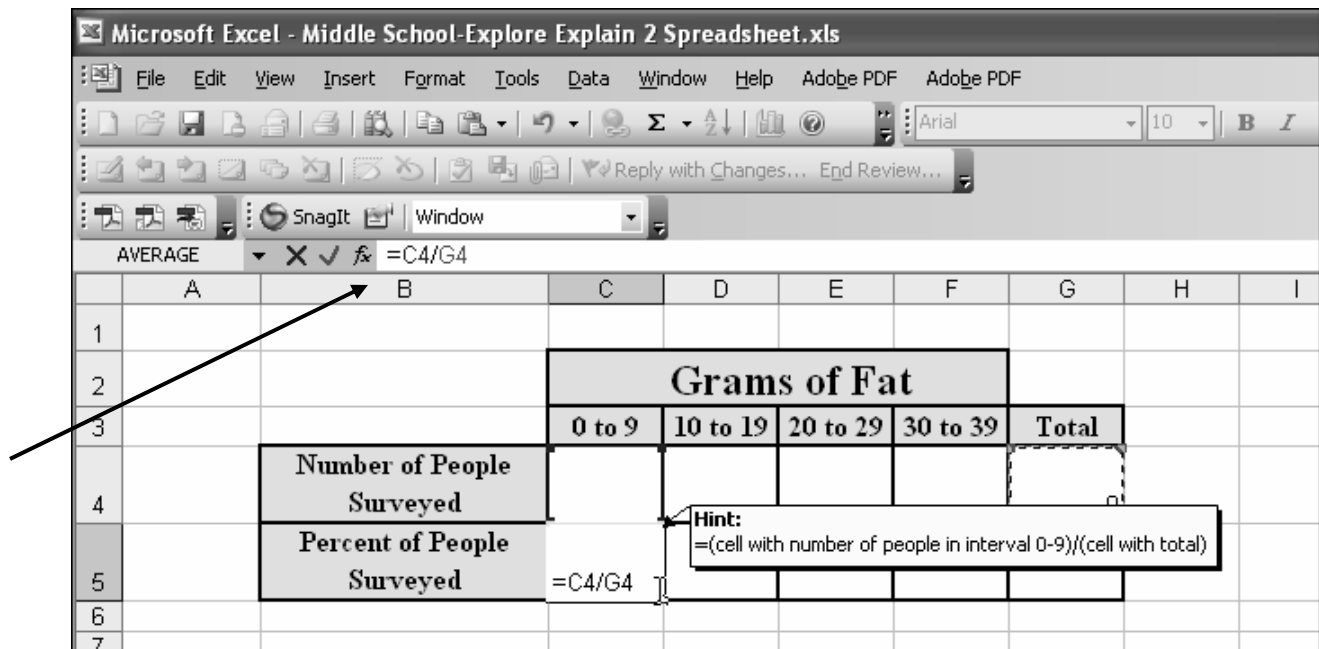 Microsoft Excel - Middle School-Explore Explain 2 Spreadsheet.xls
File Edit View Insert Format Tools Data Window Help Adobe PDF Adobe PDF
Σ Arial 10 B I
Reply with Changes... End Review...
SnagIt Window
AVERAGE fx =C4/G4
A B C D E F G H I
1
2 Grams of Fat
3 0 to 9 10 to 19 20 to 29 30 to 39 Total
Number of People
4 Surveyed 0
Hint:
=(cell with number of people in interval 0-9)/(cell with total)
Percent of People
5 Surveyed =C4/G4
6
7